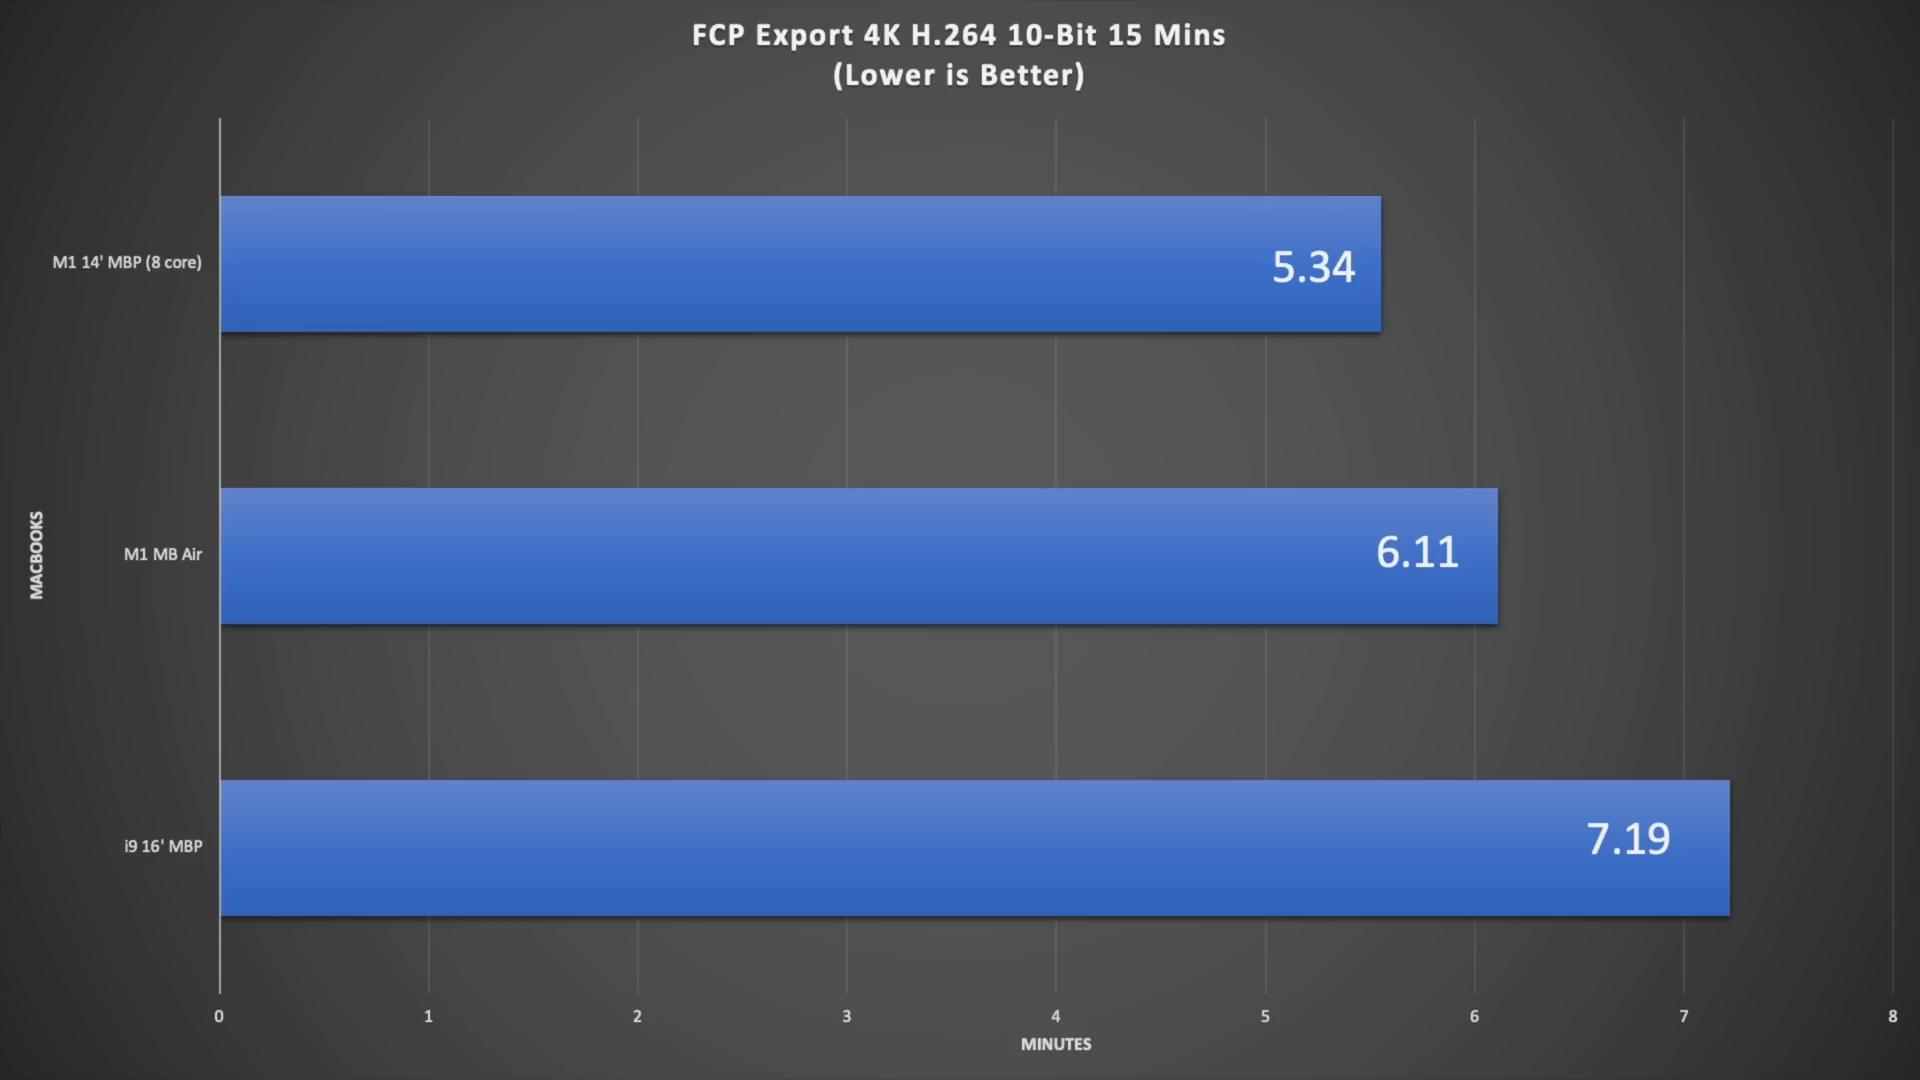 FCP Export 4K H.264 10-Bit 15 Mins
(Lower is Better)
M1 14' MBP (8 core)
5.34
M1 MB Air
6.11
i9 16' MBP
7.19
MACBOOKS
0 1 2 3 4 5 6 7 8
MINUTES